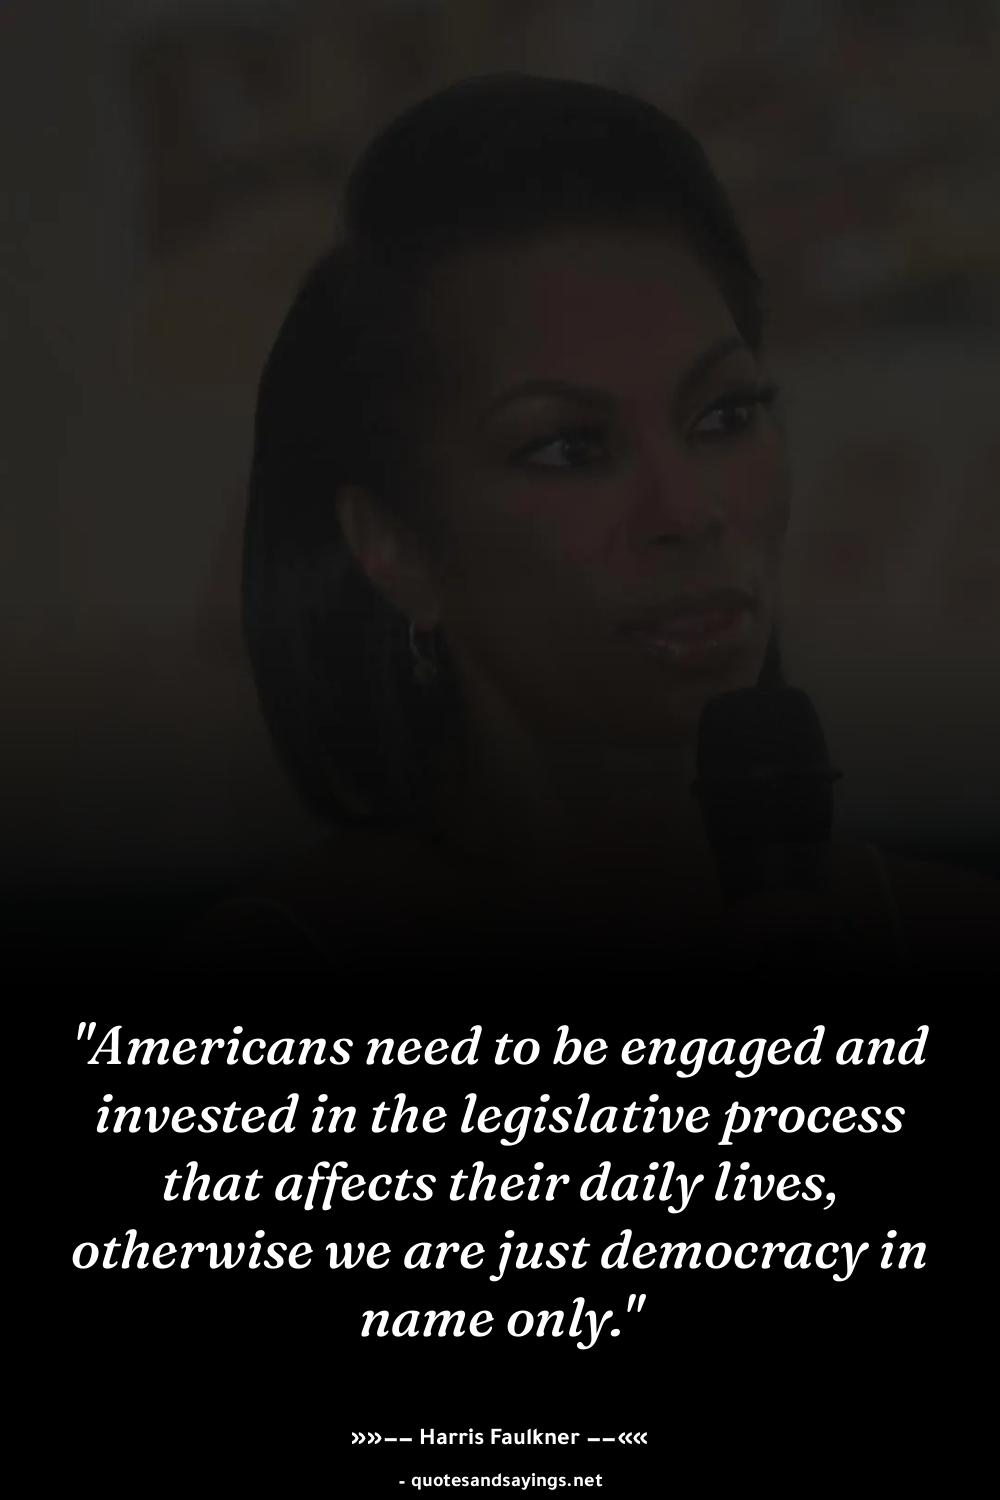 "Americans need to be engaged and
invested in the legislative process
that affects their daily lives,
otherwise we are just democracy in
name only."
»»–– Harris Faulkner ––««
- quotesandsayings.net